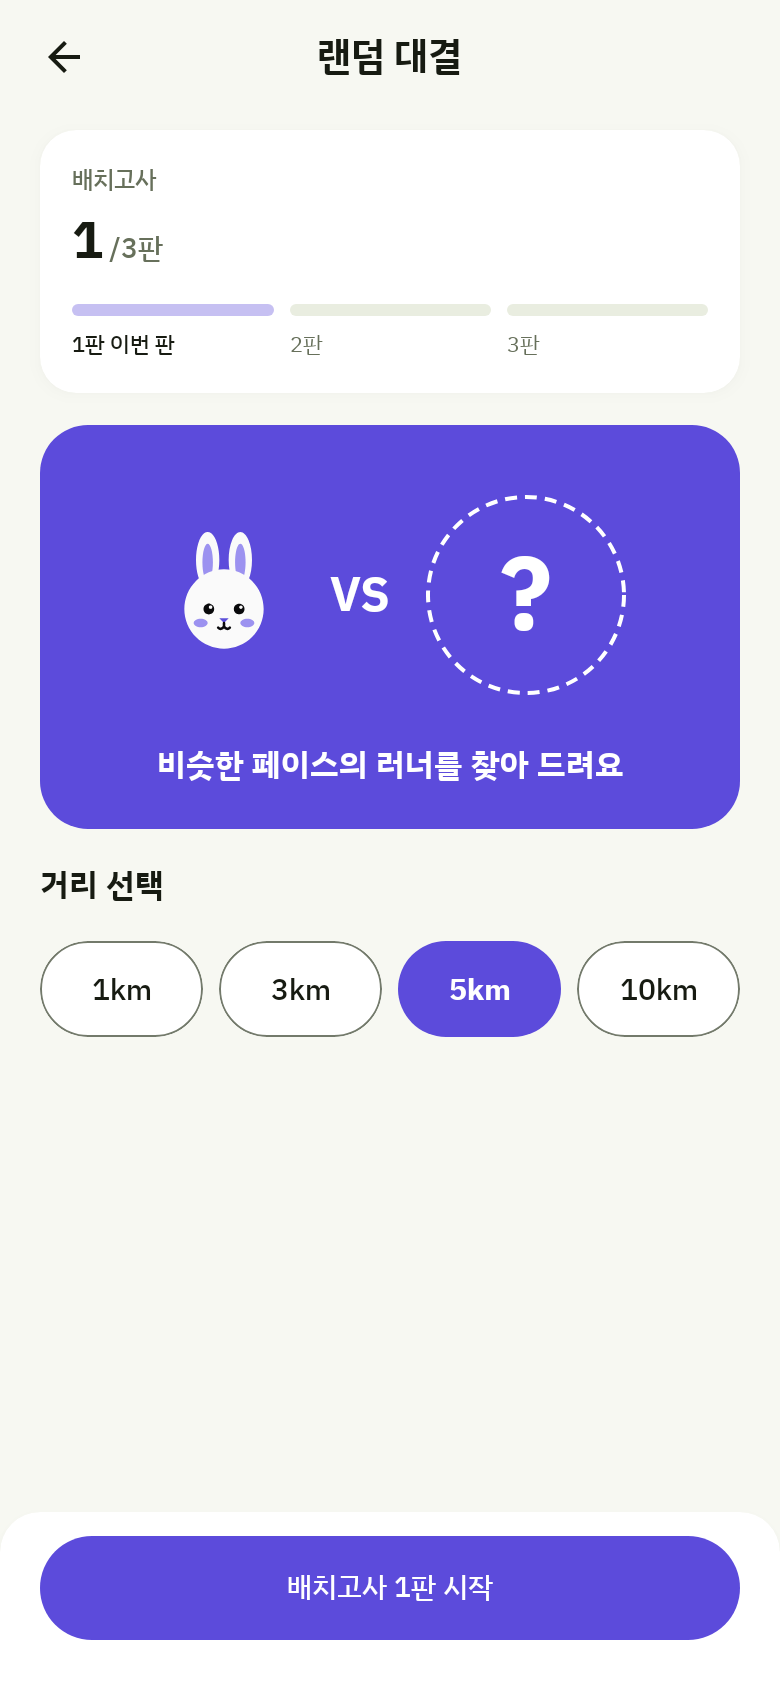 랜덤 대결
배치고사
1 /3판
1판 이번 판
2판
3판
VS
?
비슷한 페이스의 러너를 찾아 드려요
거리 선택
1km
3km
5km
10km
배치고사 1판 시작